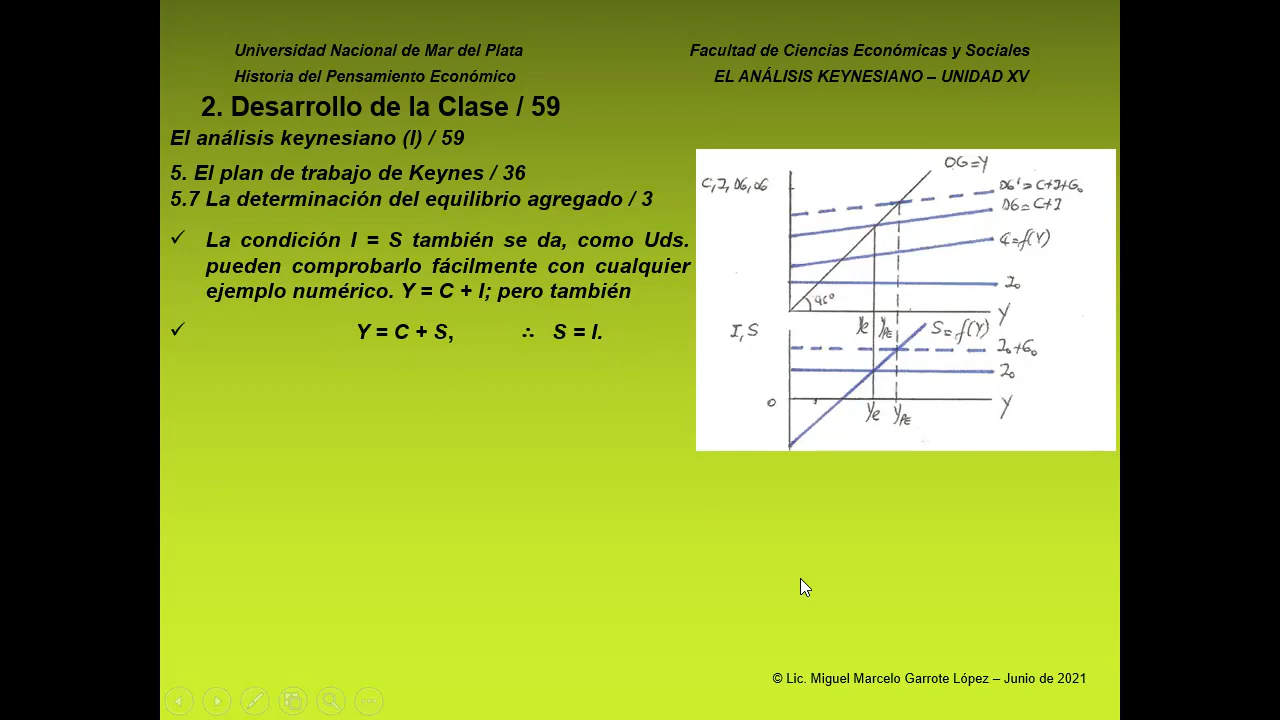 Universidad Nacional de Mar del Plata
Facultad de Ciencias Económicas y Sociales
Historia del Pensamiento Económico
EL ANÁLISIS KEYNESIANO – UNIDAD XV
2. Desarrollo de la Clase / 59
El análisis keynesiano (I) / 59
5. El plan de trabajo de Keynes / 36
5.7 La determinación del equilibrio agregado / 3
✓ La condición I = S también se da, como Uds.
pueden comprobarlo fácilmente con cualquier
ejemplo numérico. Y = C + I; pero también
✓ Y = C + S, ∴ S = I.
OG=Y
C, I, DG, OG
DG' = C+I+G₀
DG = C+I
C=f(Y)
I₀
45°
Y
Ye
YPE
I, S
S=f(Y)
I₀+G₀
I₀
0
Ye
YPE
Y
© Lic. Miguel Marcelo Garrote López – Junio de 2021